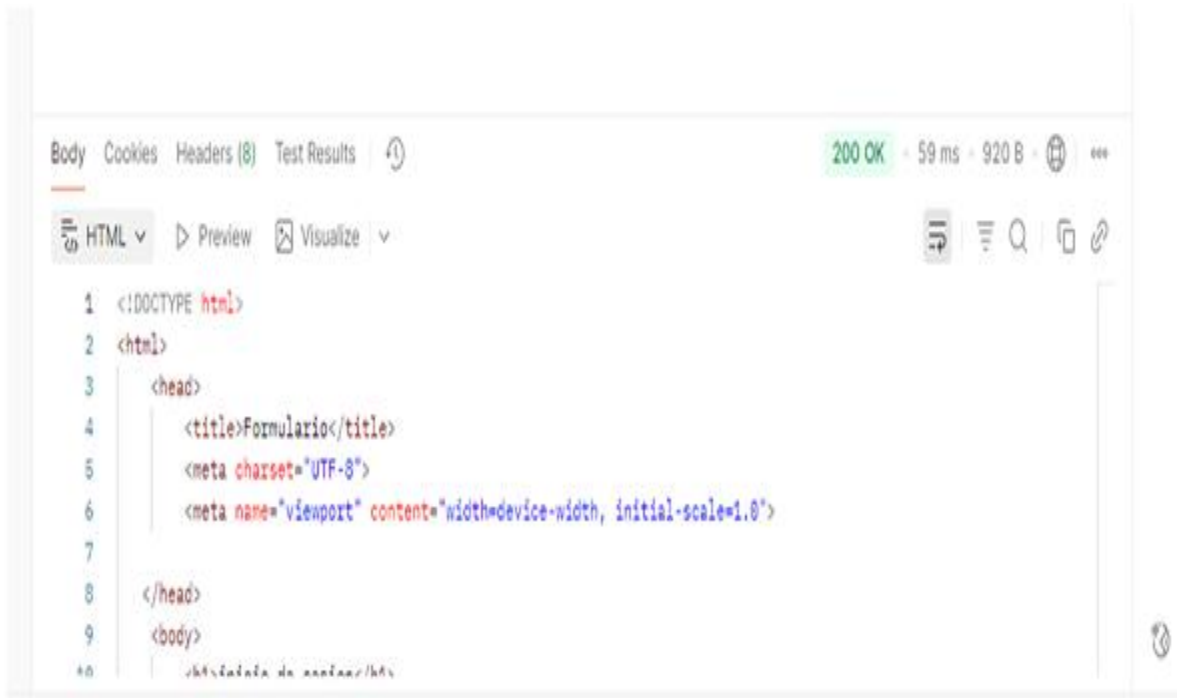 Body Cookies Headers (8) Test Results 200 OK 59 ms 920 B
HTML Preview Visualize
1 <!DOCTYPE html>
2 <html>
3 <head>
4 <title>Formulario</title>
5 <meta charset="UTF-8">
6 <meta name="viewport" content="width=device-width, initial-scale=1.0">
7
8 </head>
9 <body>